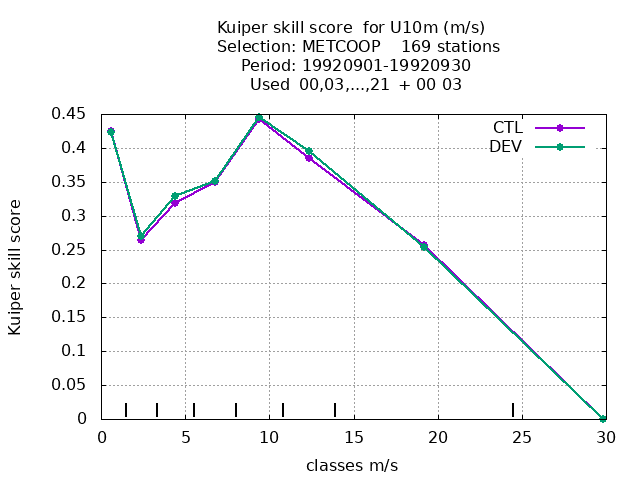 Kuiper skill score  for U10m (m/s)
Selection: METCOOP    169 stations
Period: 19920901-19920930
Used  00,03,...,21  + 00 03
CTL
DEV
0.45
0.4
0.35
0.3
0.25
0.2
0.15
0.1
0.05
0
Kuiper skill score
0 5 10 15 20 25 30
classes m/s